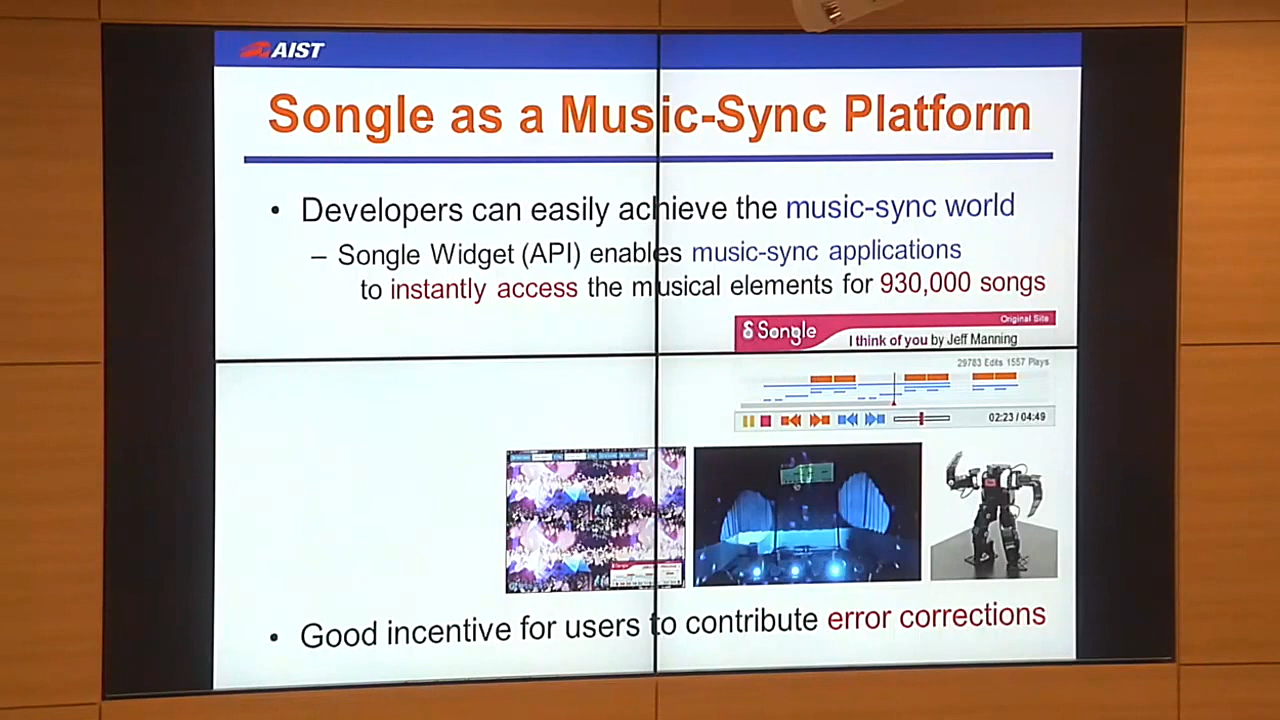 AIST
Songle as a Music-Sync Platform
• Developers can easily achieve the music-sync world
– Songle Widget (API) enables music-sync applications
to instantly access the musical elements for 930,000 songs
Songle
Original Site
I think of you by Jeff Manning
29783 Edits 1557 Plays
02:23 / 04:49
• Good incentive for users to contribute error corrections